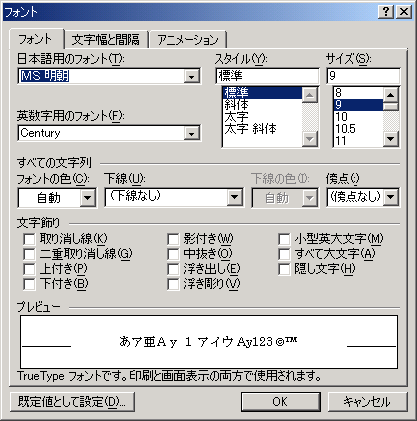 フォント
フォント 文字幅と間隔 アニメーション
日本語用のフォント(T): スタイル(Y): サイズ(S):
MS 明朝 標準 9
標準 8
斜体 9
太字 10
太字 斜体 10.5
11
英数字用のフォント(F):
Century
すべての文字列
フォントの色(C): 下線(U): 下線の色(I): 傍点(:)
自動 (下線なし) 自動 (傍点なし)
文字飾り
取り消し線(K) 影付き(W) 小型英大文字(M)
二重取り消し線(G) 中抜き(O) すべて大文字(A)
上付き(P) 浮き出し(E) 隠し文字(H)
下付き(B) 浮き彫り(V)
プレビュー
あア亜Ay 1 アイウ Ay123 ©™
TrueType フォントです。印刷と画面表示の両方で使用されます。
既定値として設定(D)... OK キャンセル